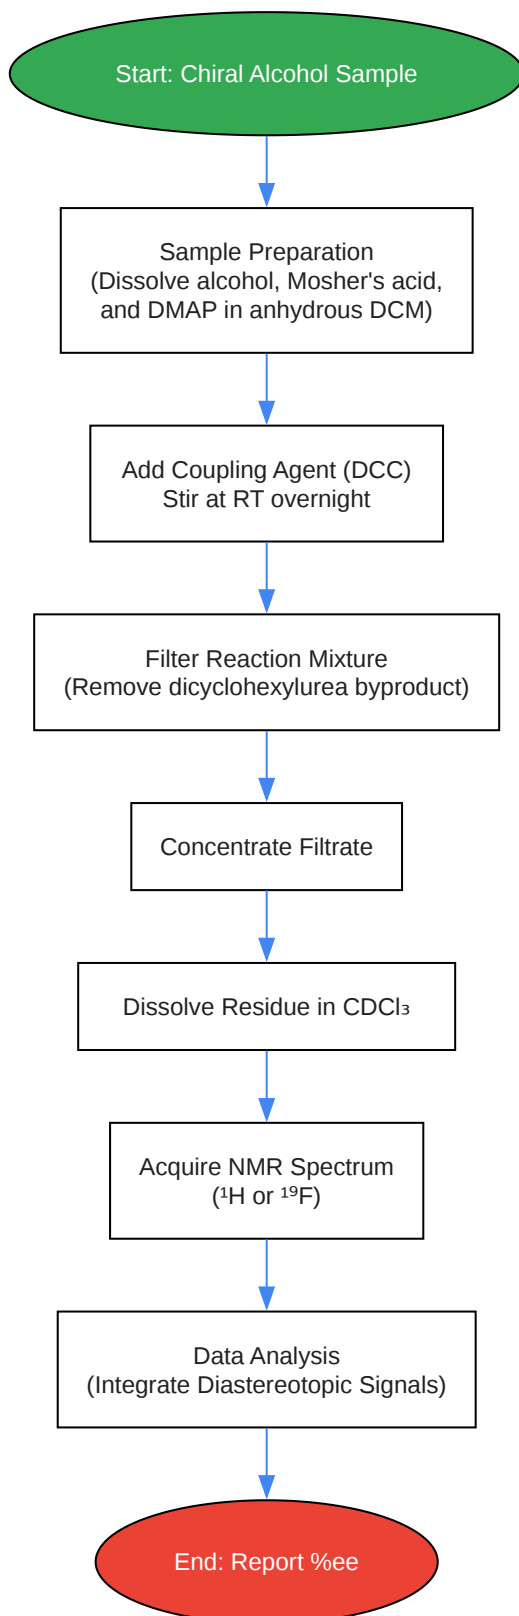 Start: Chiral Alcohol Sample
Sample Preparation
(Dissolve alcohol, Mosher's acid,
and DMAP in anhydrous DCM)
Add Coupling Agent (DCC)
Stir at RT overnight
Filter Reaction Mixture
(Remove dicyclohexylurea byproduct)
Concentrate Filtrate
Dissolve Residue in CDCl₃
Acquire NMR Spectrum
(¹H or ¹⁹F)
Data Analysis
(Integrate Diastereotopic Signals)
End: Report %ee